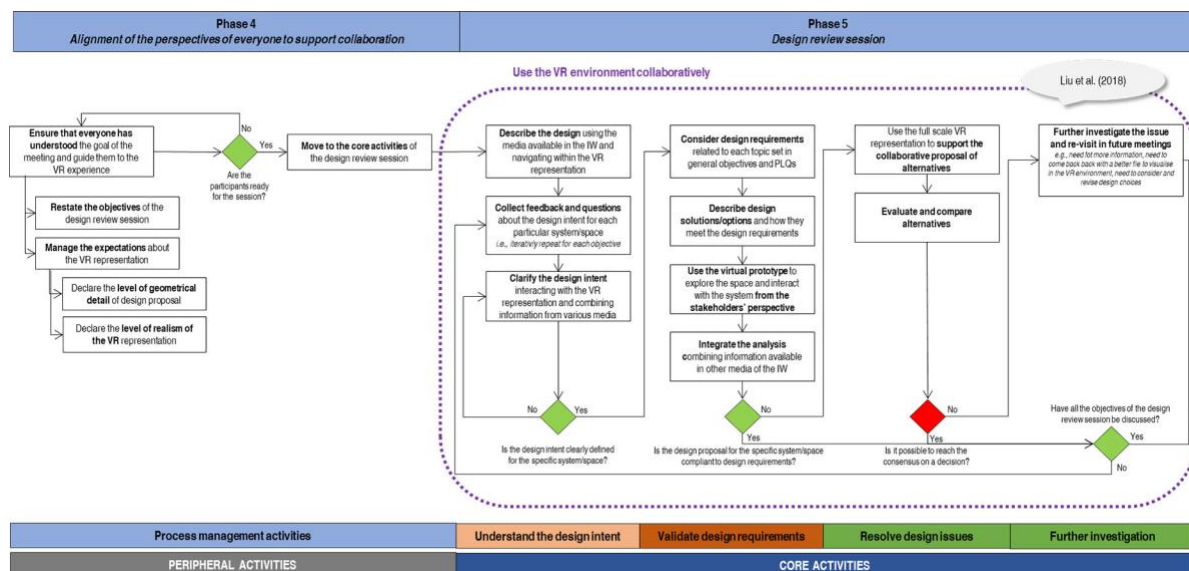 Phase 4
Alignment of the perspectives of everyone to support collaboration
Phase 5
Design review session
Use the VR environment collaboratively
Liu et al. (2018)
Ensure that everyone has
understood the goal of the
meeting and guide them to the
VR experience
No
Yes
Are the
participants ready
for the session?
Move to the core activities
of the design review session
Restate the objectives of the
design review session
Manage the expectations about
the VR representation
Declare the level of geometrical
detail of design proposal
Declare the level of realism of
the VR representation
Describe the design using the
media available in the IW and
navigating within the VR
representation
Collect feedback and questions
about the design intent for each
particular system/space
i.e., iterativly repeat for each objective
Clarify the design intent
interacting with the VR
representation and combining
information from various media
No
Yes
Is the design intent clearly defined
for the specific system/space?
Consider design requirements
related to each topic set in
general objectives and PLQs
Describe design
solutions/options and how they
meet the design requirements
Use the virtual prototype to
explore the space and interact
with the system from the
stakeholders' perspective
Integrate the analysis
combining information available
in other media of the IW
No
Yes
Is the design proposal for the specific system/space
compliant to design requirements?
Use the full scale VR
representation to support the
collaborative proposal of
alternatives
Evaluate and compare
alternatives
No
Yes
Is it possible to reach the
consensus on a decision?
Further investigate the issue
and re-visit in future meetings
e.g., need fot more information, need to
come back back with a better file to visualise
in the VR environment, need to consider and
revise design choices
Have all the objectives of the design
review session be discussed?
Yes
No
Process management activities
Understand the design intent
Validate design requirements
Resolve design issues
Further investigation
PERIPHERAL ACTIVITIES
CORE ACTIVITIES